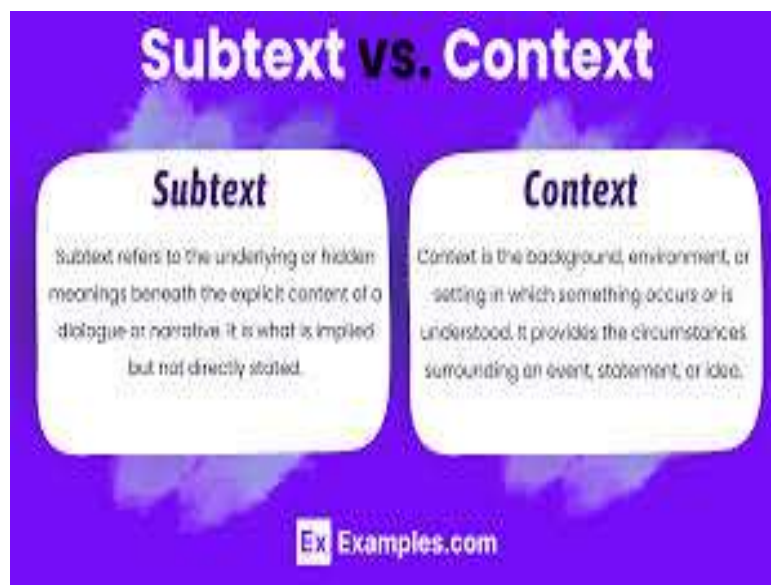 Subtext vs. Context
Subtext
Subtext refers to the underlying or hidden
meanings beneath the explicit content of a
dialogue or narrative. It is what is implied
but not directly stated.
Context
Context is the background, environment, or
setting in which something occurs or is
understood. It provides the circumstances
surrounding an event, statement, or idea.
Ex Examples.com